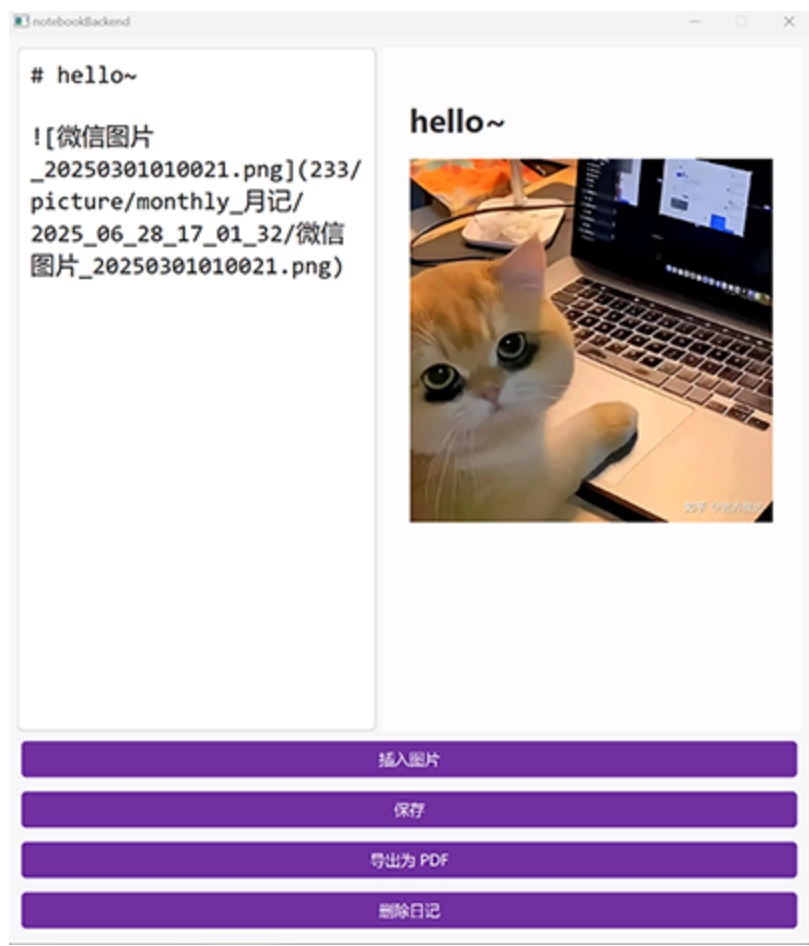 notebookBackend
# hello~
![微信图片
_20250301010021.png](233/
picture/monthly_月记/
2025_06_28_17_01_32/微信
图片_20250301010021.png)
hello~
知乎
插入图片
保存
导出为 PDF
删除日记